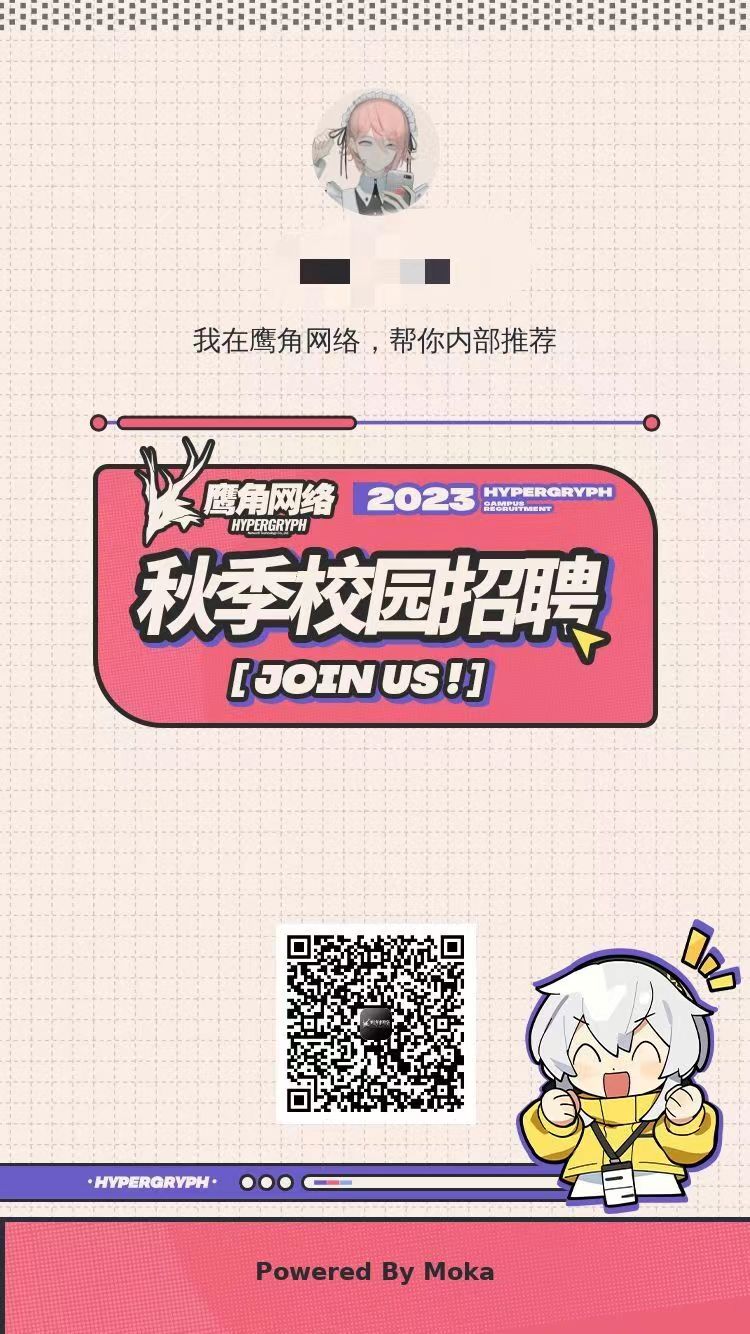 我在鹰角网络，帮你内部推荐
鹰角网络
HYPERGRYPH
2023
HYPERGRYPH
CAMPUS
RECRUITMENT
秋季校园招聘
[ JOIN US ! ]
·HYPERGRYPH·
Powered By Moka